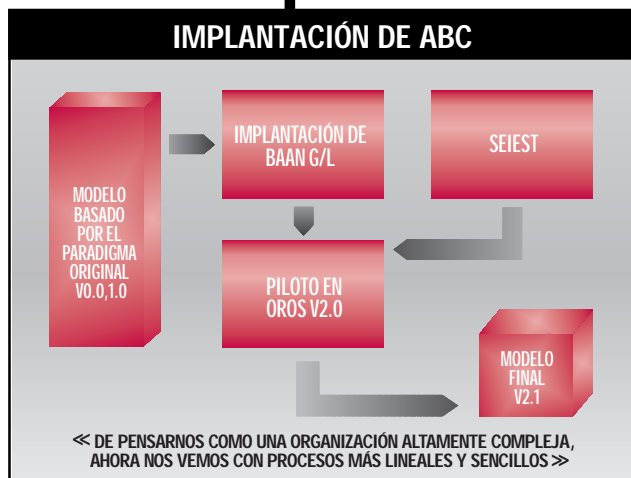 IMPLANTACIÓN DE ABC
MODELO
BASADO
POR EL
PARADIGMA
ORIGINAL
V0.0,1.0
IMPLANTACIÓN DE
BAAN G/L
SEIEST
PILOTO EN
OROS V2.0
MODELO
FINAL
V2.1
<< DE PENSARNOS COMO UNA ORGANIZACIÓN ALTAMENTE COMPLEJA,
AHORA NOS VEMOS CON PROCESOS MÁS LINEALES Y SENCILLOS >>